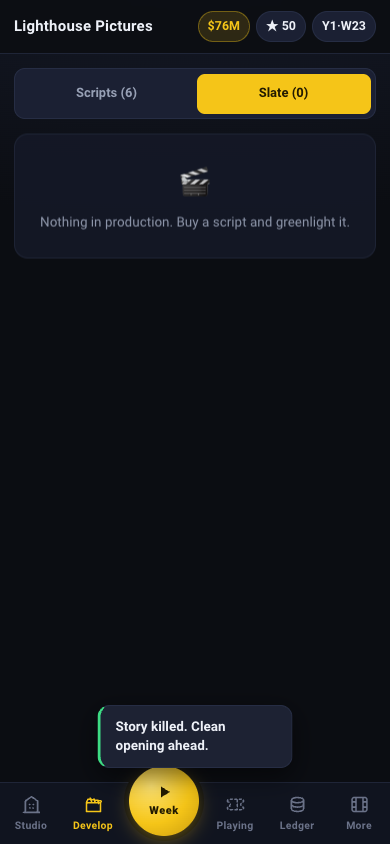 Lighthouse Pictures
$76M
★ 50
Y1·W23
Scripts (6)
Slate (0)
Nothing in production. Buy a script and greenlight it.
Story killed. Clean
opening ahead.
Studio
Develop
Week
Playing
Ledger
More